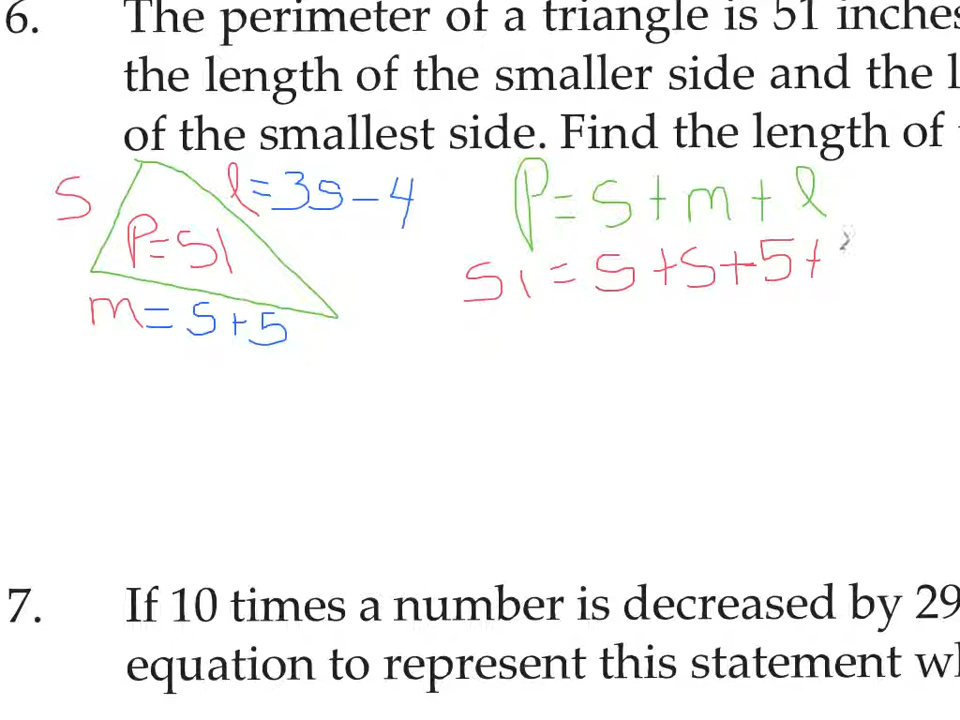 6. The perimeter of a triangle is 51 inches
the length of the smaller side and the l
of the smallest side. Find the length of
s
l = 3s - 4
P = 51
m = s + 5
P = s + m + l
51 = s + s + 5 +
7. If 10 times a number is decreased by 29
equation to represent this statement wh